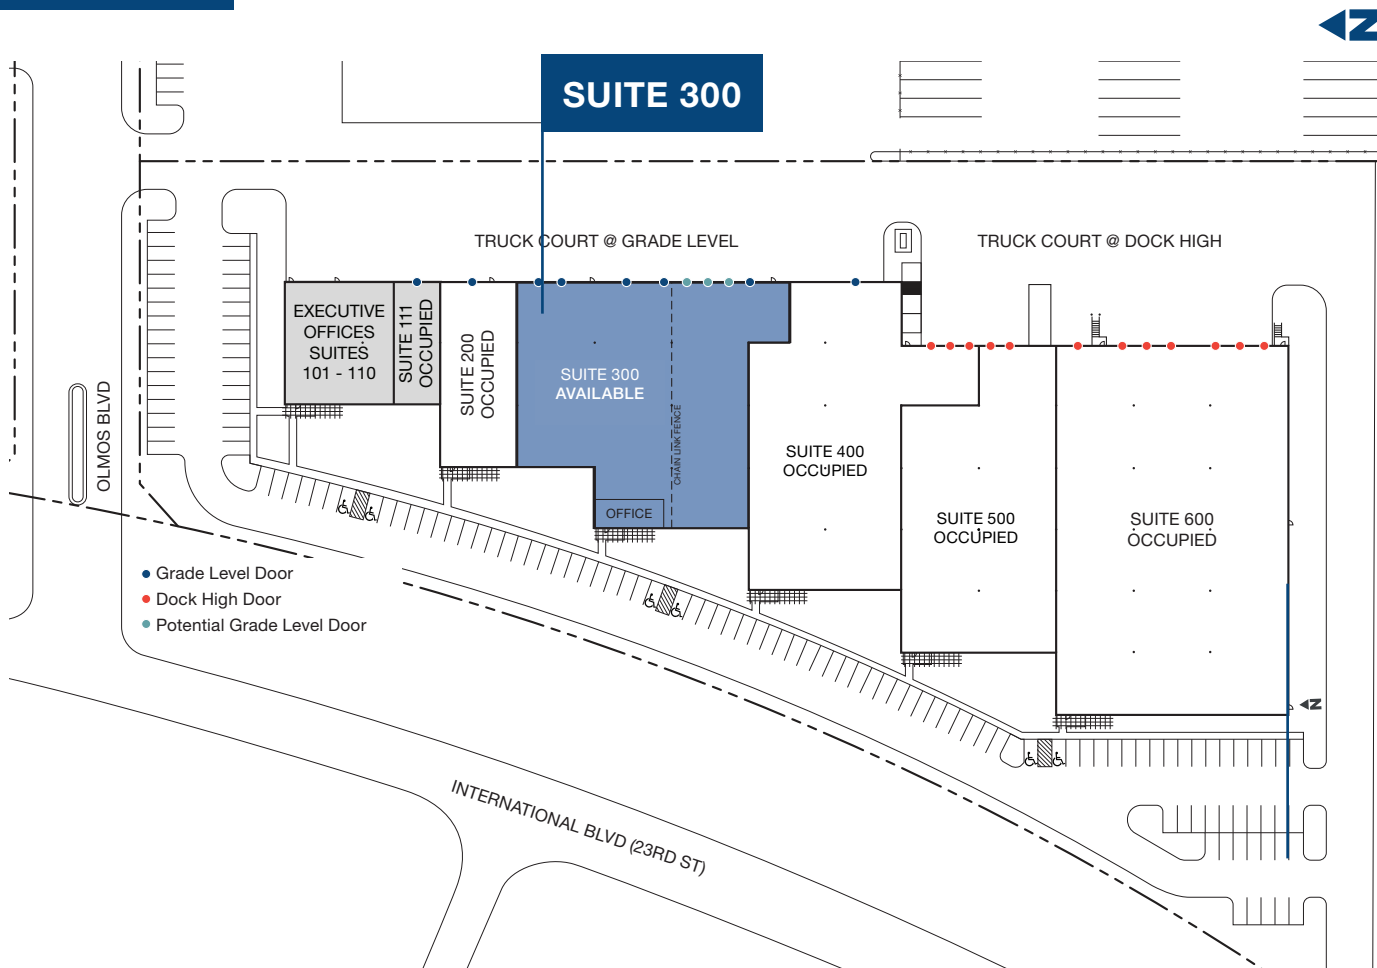 N
SUITE 300
TRUCK COURT @ GRADE LEVEL
TRUCK COURT @ DOCK HIGH
EXECUTIVE
OFFICES
SUITES
101 - 110
SUITE 111
OCCUPIED
SUITE 200
OCCUPIED
SUITE 300
AVAILABLE
CHAIN LINK FENCE
OFFICE
SUITE 400
OCCUPIED
SUITE 500
OCCUPIED
SUITE 600
OCCUPIED
OLMOS BLVD
Grade Level Door
Dock High Door
Potential Grade Level Door
N
INTERNATIONAL BLVD (23RD ST)